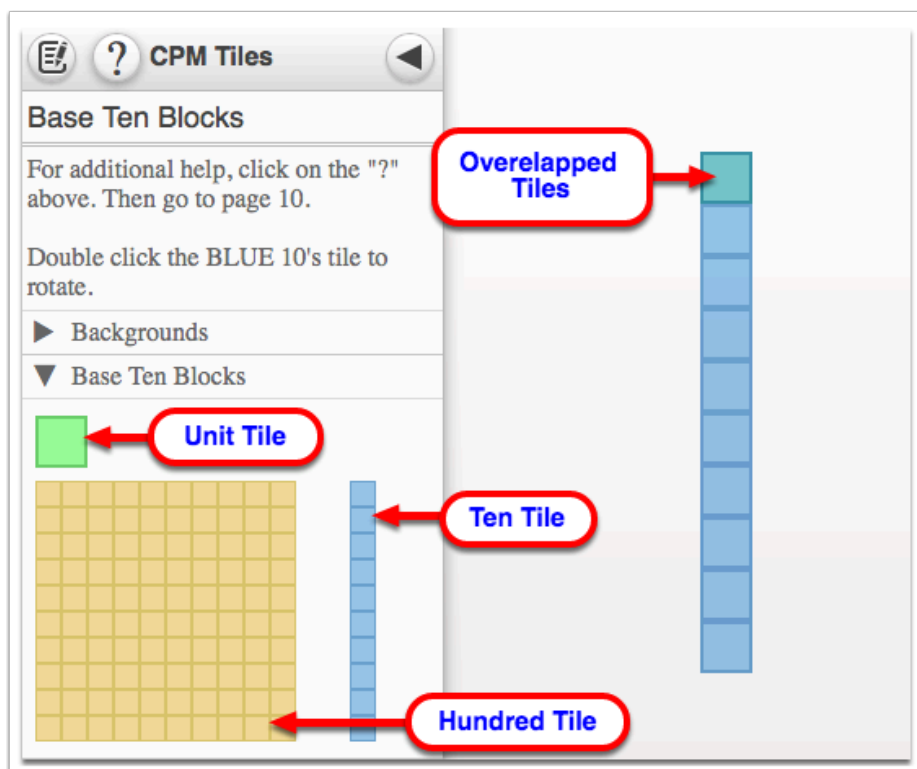 ? CPM Tiles
Base Ten Blocks
For additional help, click on the "?"
above. Then go to page 10.
Double click the BLUE 10's tile to
rotate.
Backgrounds
Base Ten Blocks
Unit Tile
Ten Tile
Hundred Tile
Overelapped
Tiles